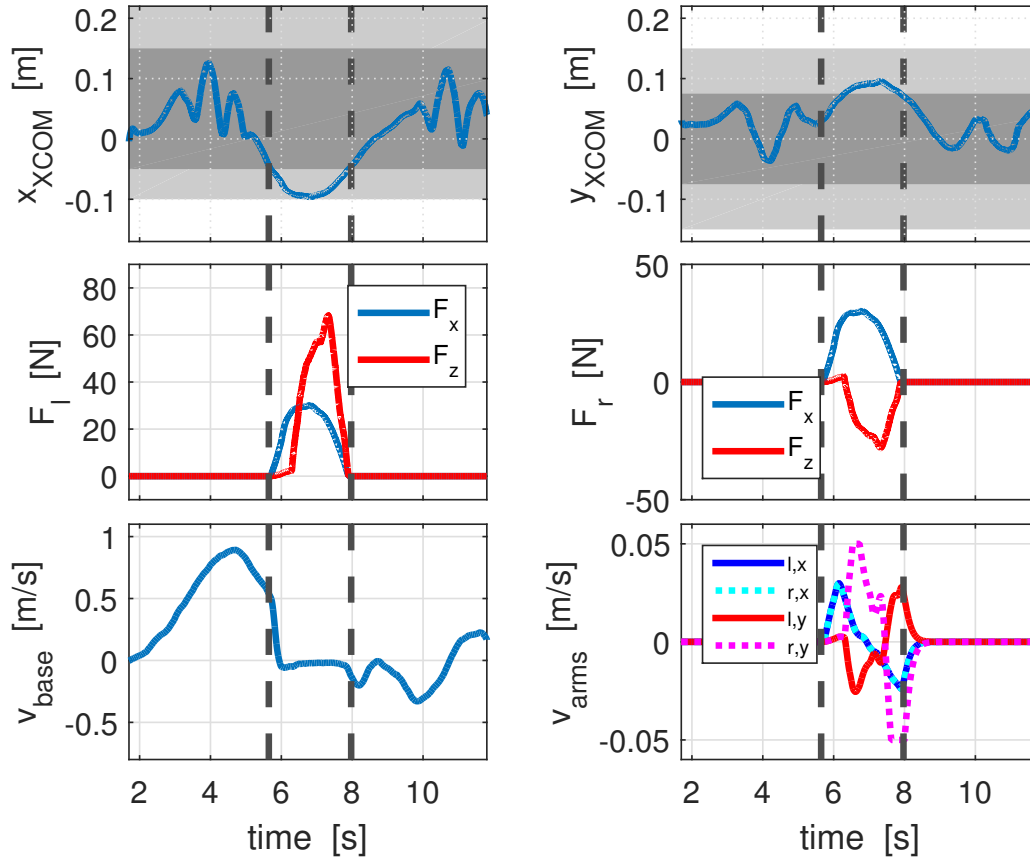 x_XCOM [m]
0.2
0.1
0
-0.1
y_XCOM [m]
0.2
0.1
0
-0.1
F_l [N]
80
60
40
20
0
F_x
F_z
F_r [N]
50
0
-50
F_x
F_z
v_base [m/s]
1
0.5
0
-0.5
2 4 6 8 10
time [s]
v_arms [m/s]
0.05
0
-0.05
l,x
r,x
l,y
r,y
2 4 6 8 10
time [s]